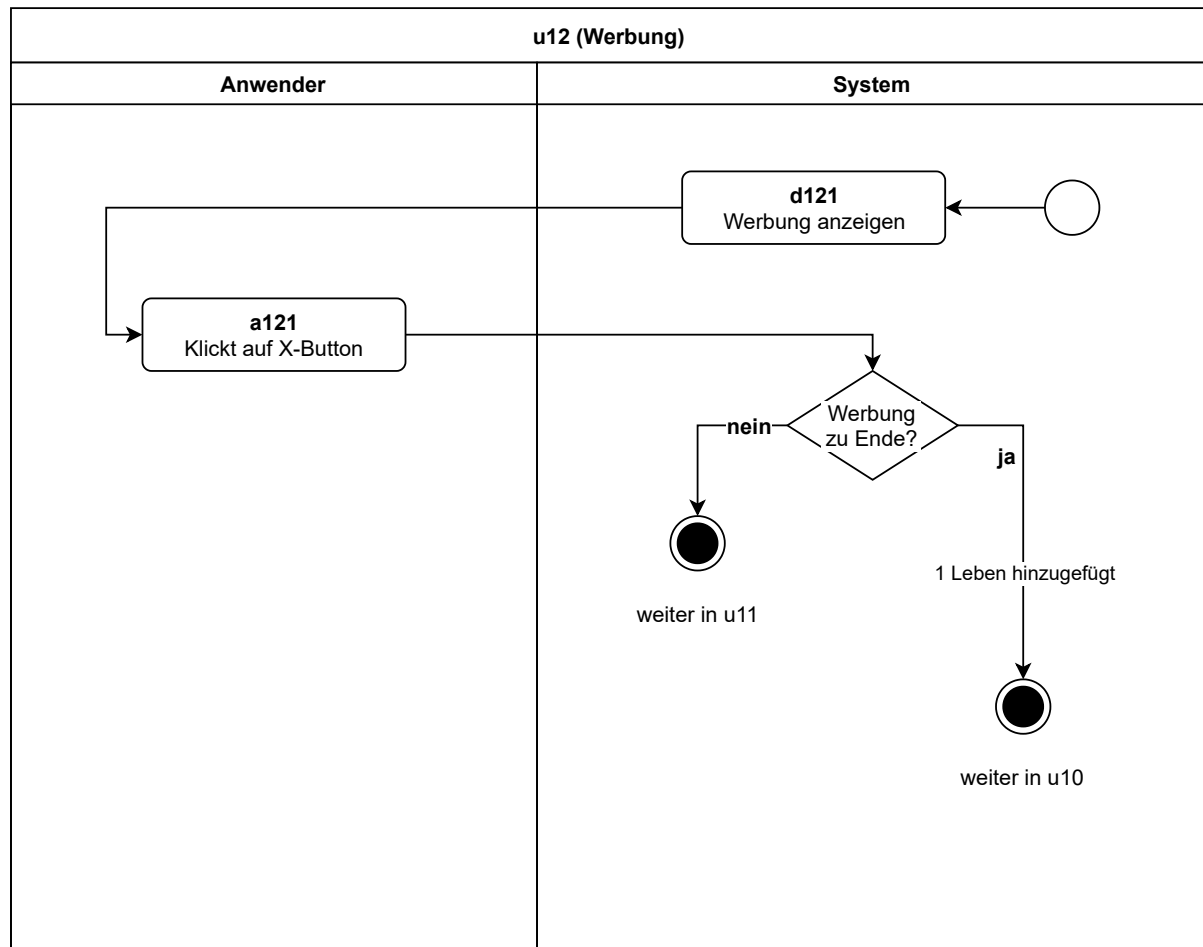 u12 (Werbung)
Anwender
System
d121
Werbung anzeigen
a121
Klickt auf X-Button
Werbung
zu Ende?
nein
ja
1 Leben hinzugefügt
weiter in u11
weiter in u10